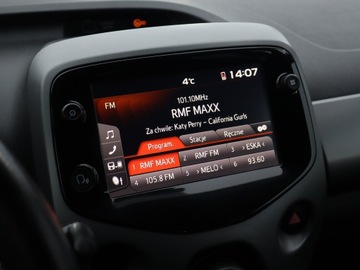 4°C 14:07
FM
101.10MHz
RMF MAXX
Za chwile: Katy Perry – California Gurls
Program. Stacje Ręczne
1 RMF MAXX 2 RMF FM 3 › ESKA ‹
4 105.8 FM 5 › MELO ‹ 6 93.60